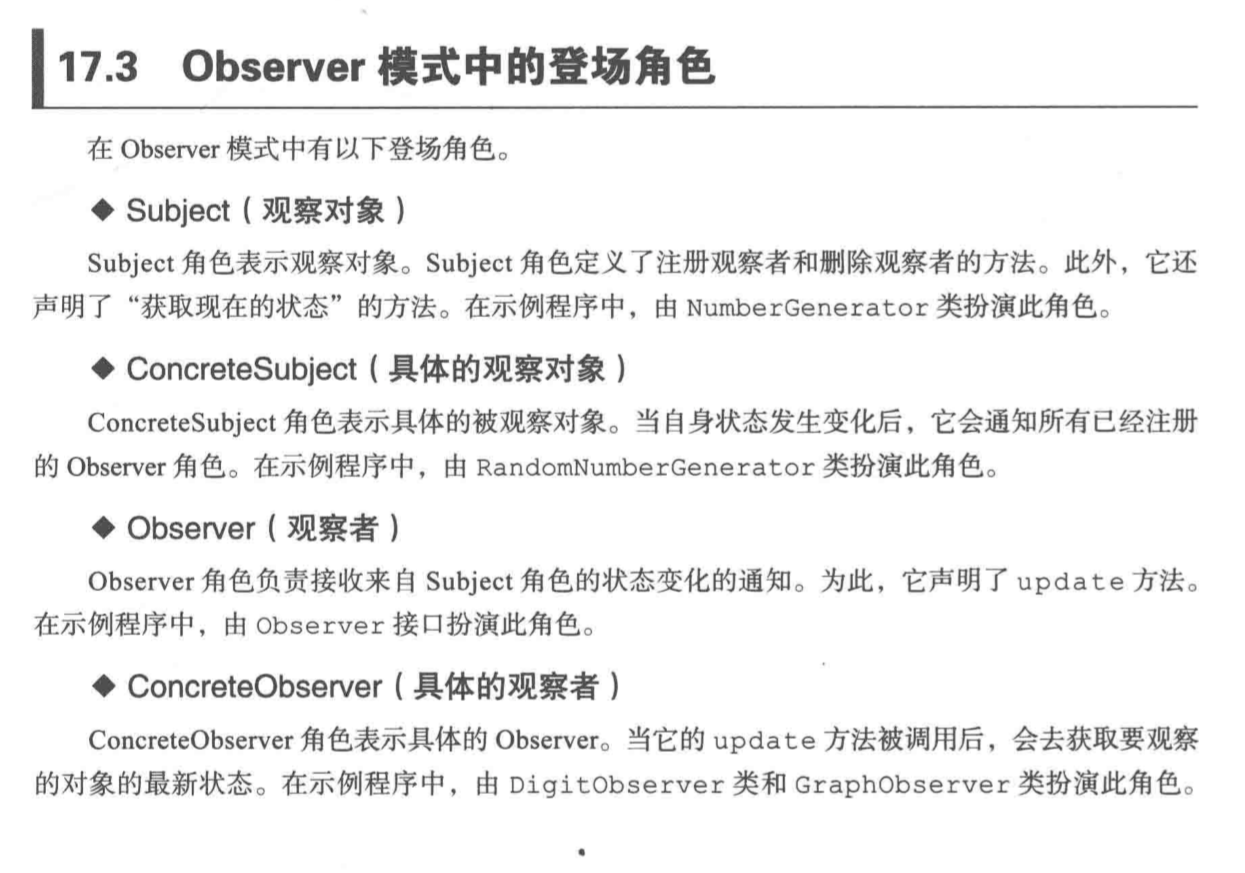 17.3 Observer 模式中的登场角色
在 Observer 模式中有以下登场角色。
◆ Subject（观察对象）
Subject 角色表示观察对象。Subject 角色定义了注册观察者和删除观察者的方法。此外，它还
声明了“获取现在的状态”的方法。在示例程序中，由 NumberGenerator 类扮演此角色。
◆ ConcreteSubject（具体的观察对象）
ConcreteSubject 角色表示具体的被观察对象。当自身状态发生变化后，它会通知所有已经注册
的 Observer 角色。在示例程序中，由 RandomNumberGenerator 类扮演此角色。
◆ Observer（观察者）
Observer 角色负责接收来自 Subject 角色的状态变化的通知。为此，它声明了 update 方法。
在示例程序中，由 Observer 接口扮演此角色。
◆ ConcreteObserver（具体的观察者）
ConcreteObserver 角色表示具体的 Observer。当它的 update 方法被调用后，会去获取要观察
的对象的最新状态。在示例程序中，由 DigitObserver 类和 GraphObserver 类扮演此角色。